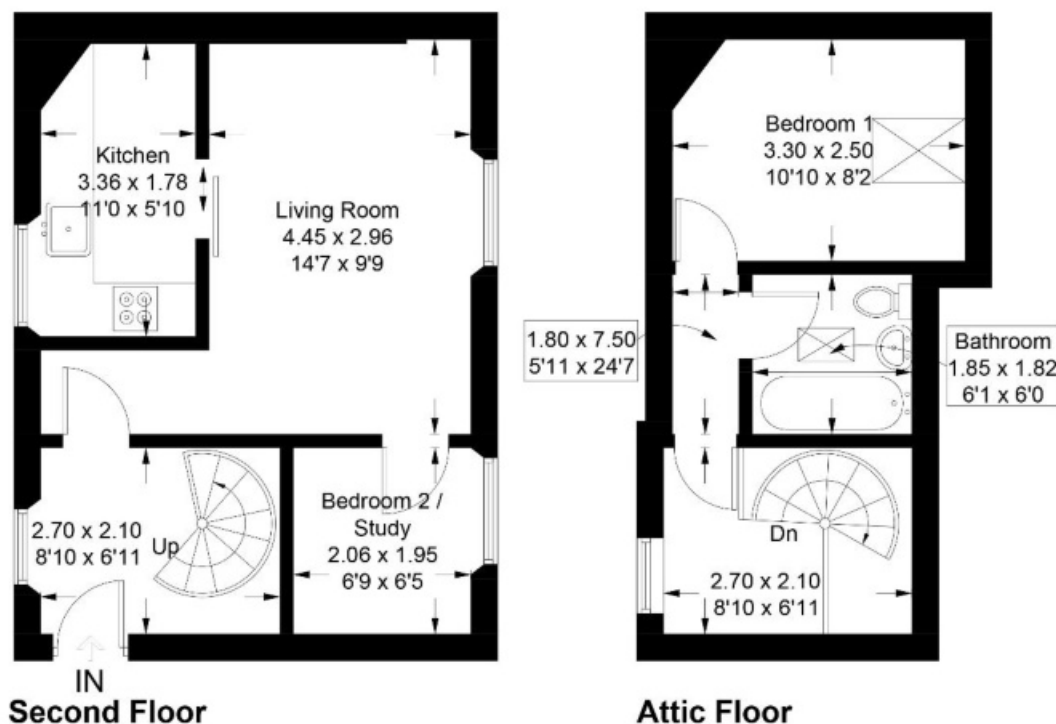 Kitchen
3.36 x 1.78
11'0 x 5'10
Living Room
4.45 x 2.96
14'7 x 9'9
2.70 x 2.10
8'10 x 6'11
Up
Bedroom 2 /
Study
2.06 x 1.95
6'9 x 6'5
IN
Second Floor
Bedroom 1
3.30 x 2.50
10'10 x 8'2
1.80 x 7.50
5'11 x 24'7
Bathroom
1.85 x 1.82
6'1 x 6'0
Dn
2.70 x 2.10
8'10 x 6'11
Attic Floor